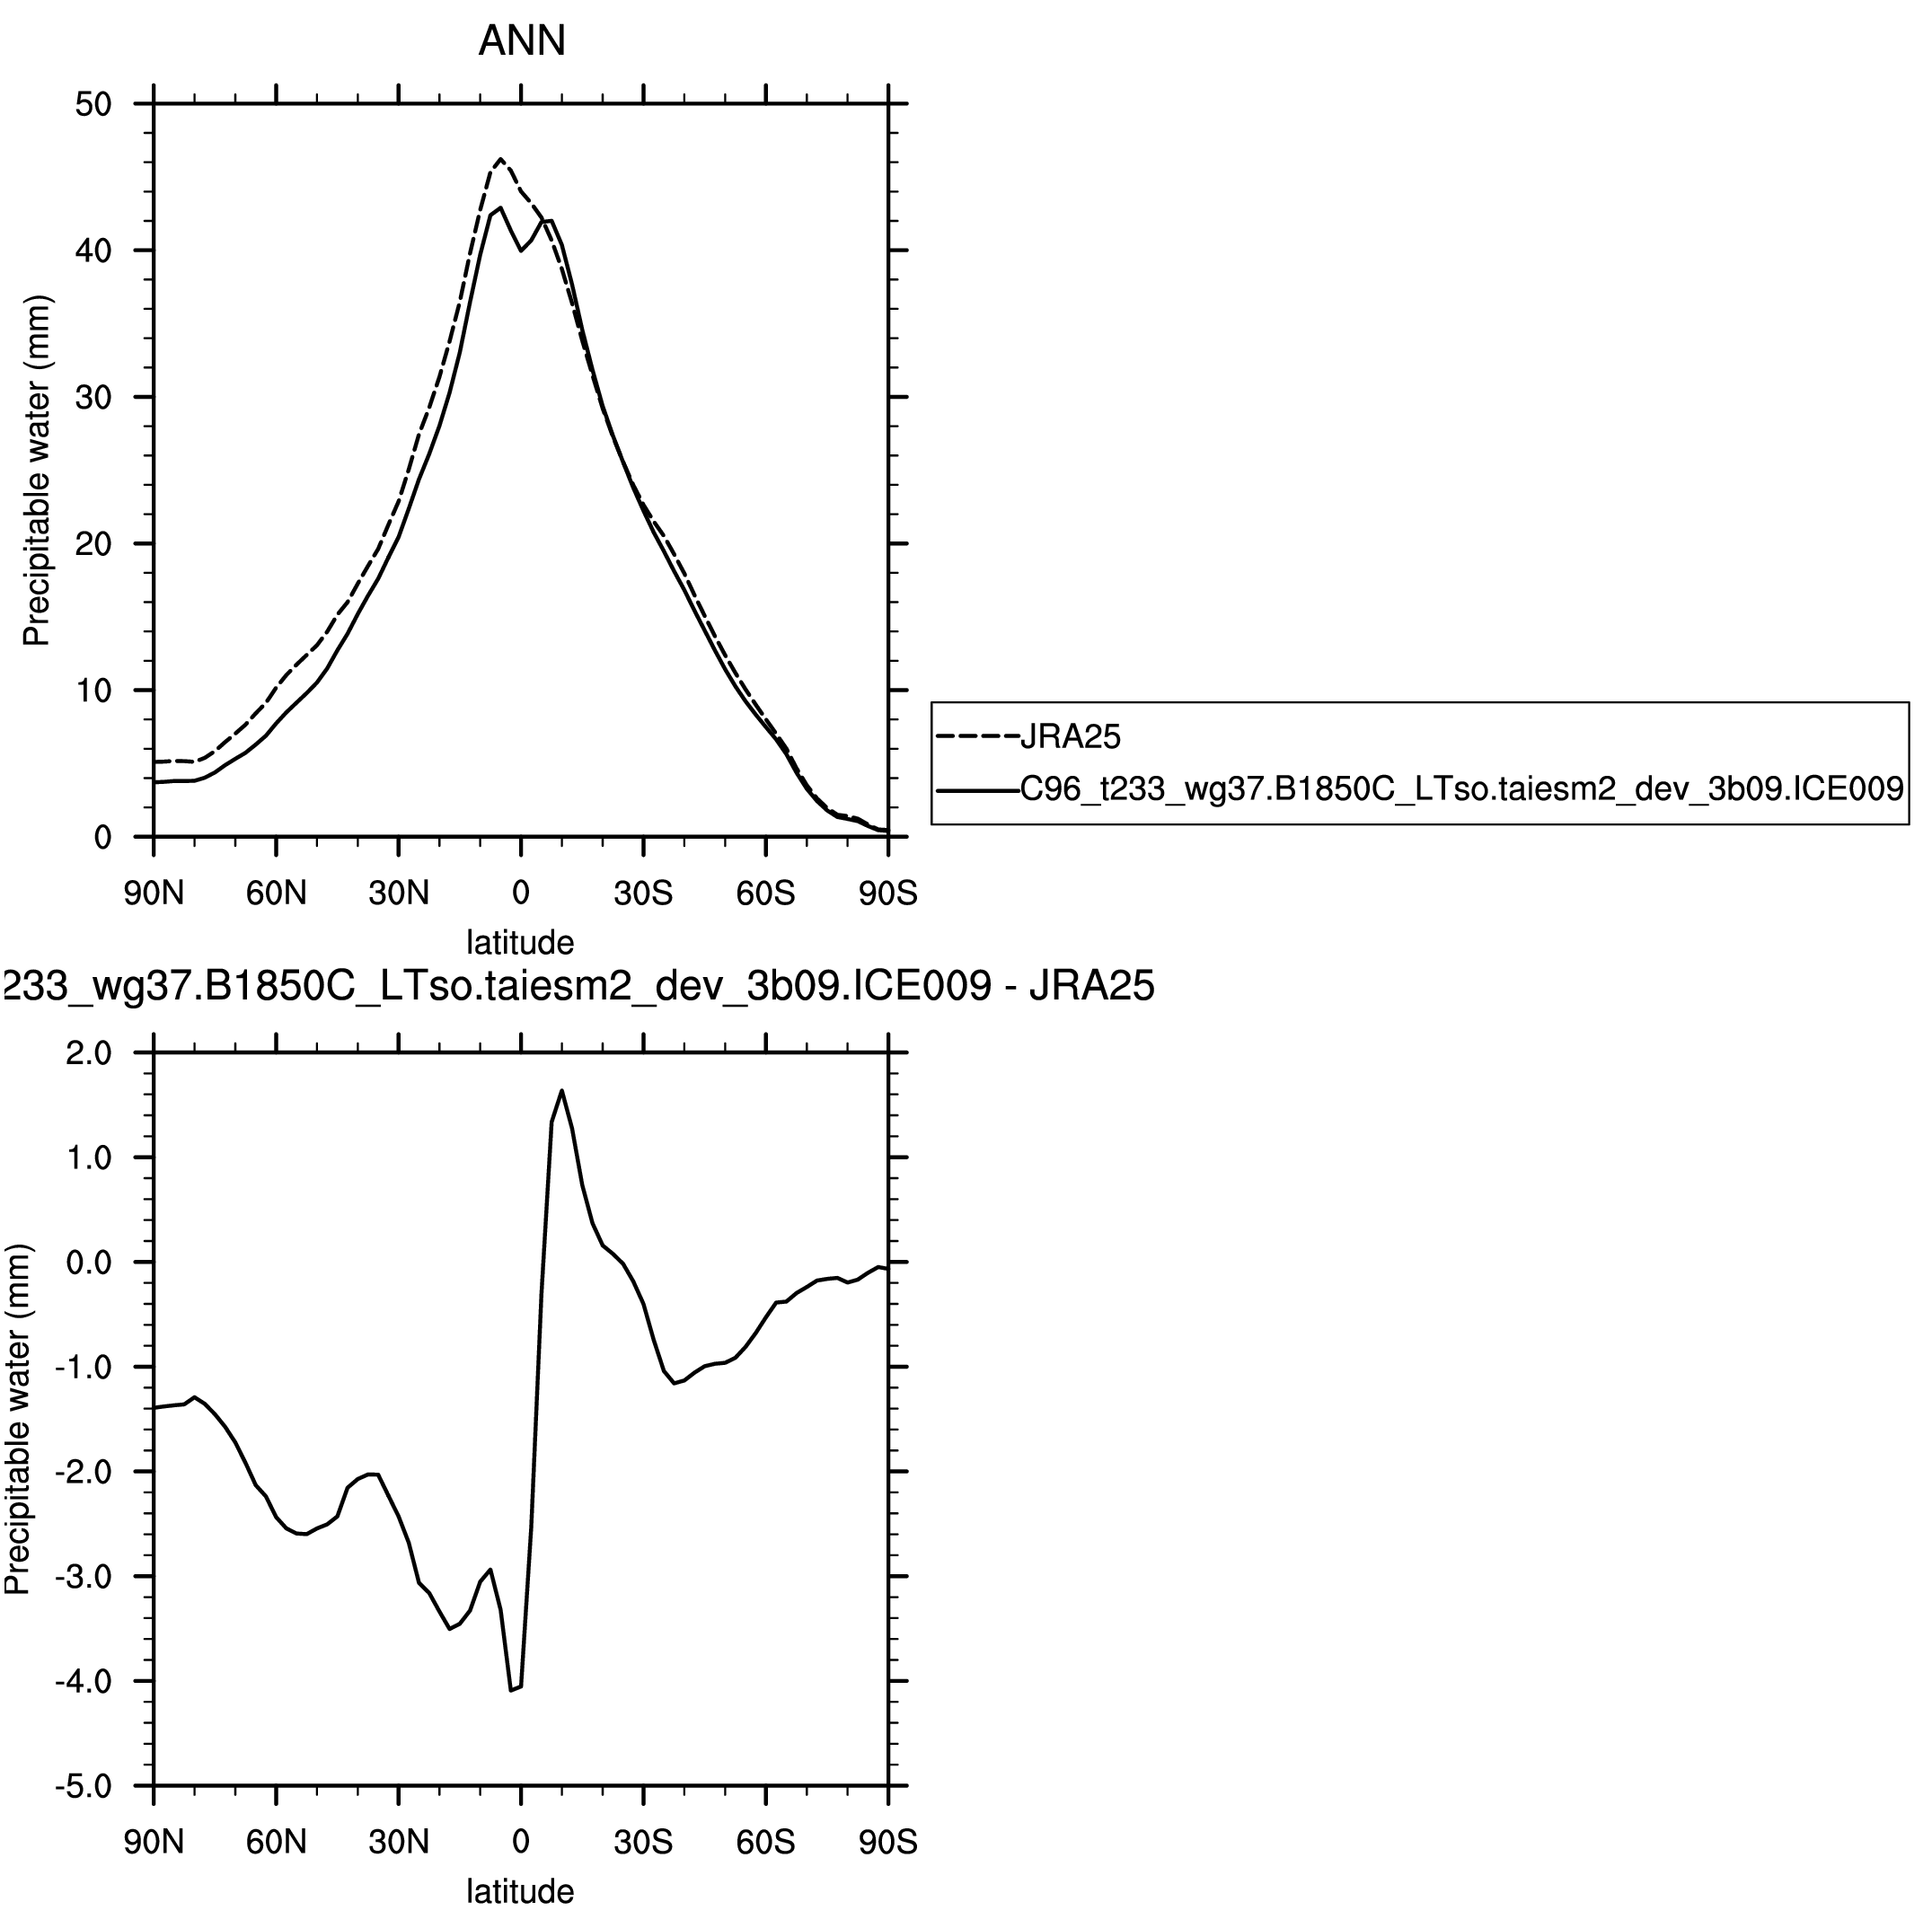 ANN
50
40
30
20
10
0
Precipitable water (mm)
90N 60N 30N 0 30S 60S 90S
latitude
JRA25
C96_t233_wg37.B1850C_LTso.taiesm2_dev_3b09.ICE009
233_wg37.B1850C_LTso.taiesm2_dev_3b09.ICE009 - JRA25
2.0
1.0
0.0
-1.0
-2.0
-3.0
-4.0
-5.0
Precipitable water (mm)
90N 60N 30N 0 30S 60S 90S
latitude